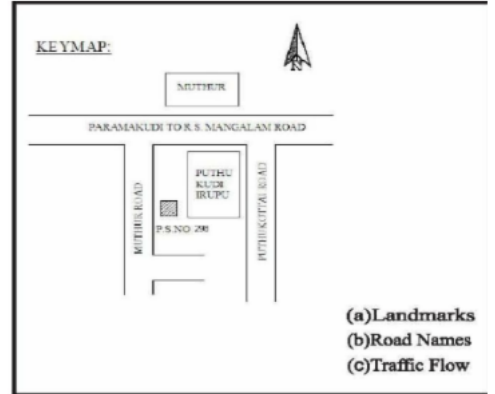 KEYMAP:
N
MUTHUR
PARAMAKUDI TO R.S. MANGALAM ROAD
PUTHU
KUDI
IRUPU
MUTHUR ROAD
PUTHUKOTTAI ROAD
P.S.NO 298
(a)Landmarks
(b)Road Names
(c)Traffic Flow